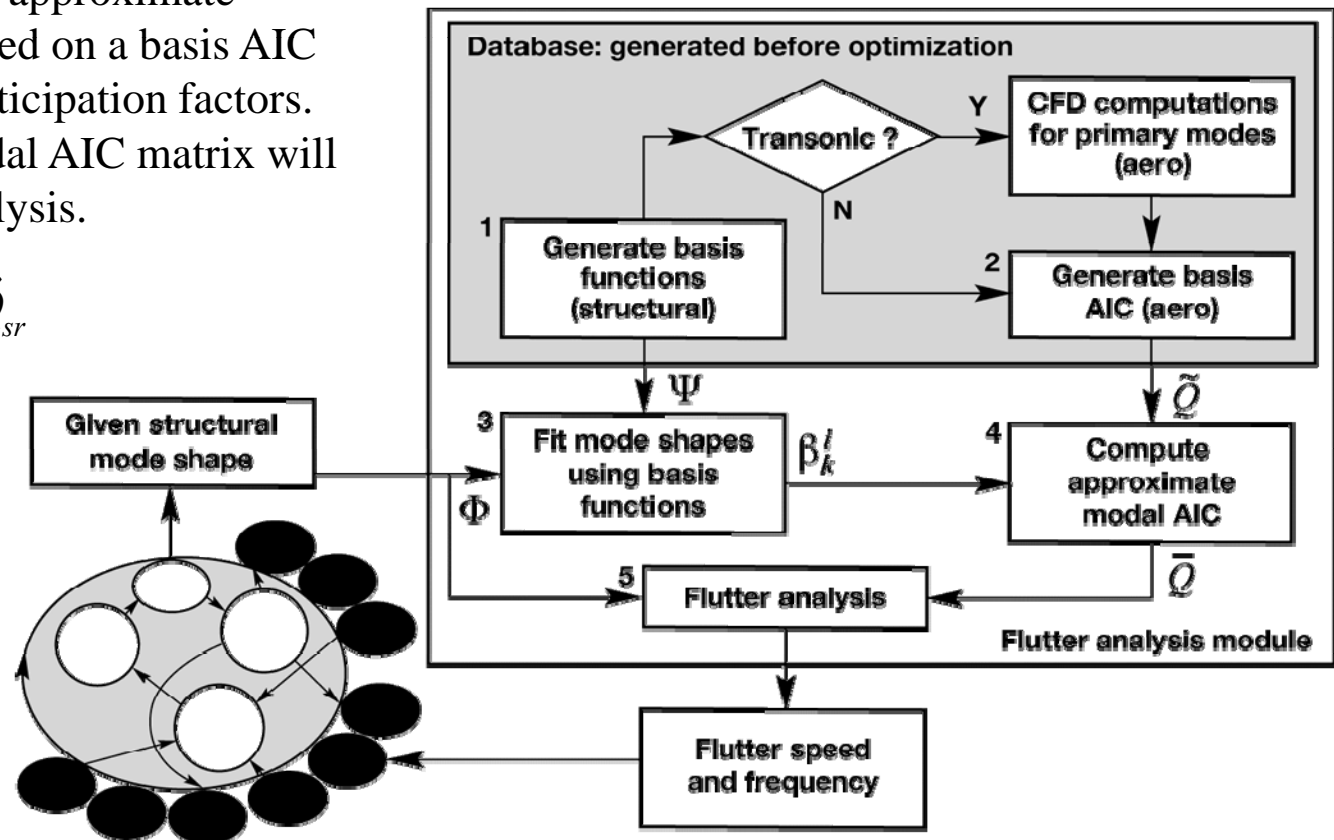 approximate
ed on a basis AIC
ticipation factors.
dal AIC matrix will
lysis.
sr
Database: generated before optimization
Transonic ?
Y
N
CFD computations
for primary modes
(aero)
1
Generate basis
functions
(structural)
2
Generate basis
AIC (aero)
Ψ
Q̃
Given structural
mode shape
Φ
3
Fit mode shapes
using basis
functions
β_k^l
4
Compute
approximate
modal AIC
Q̄
5
Flutter analysis
Flutter analysis module
Flutter speed
and frequency